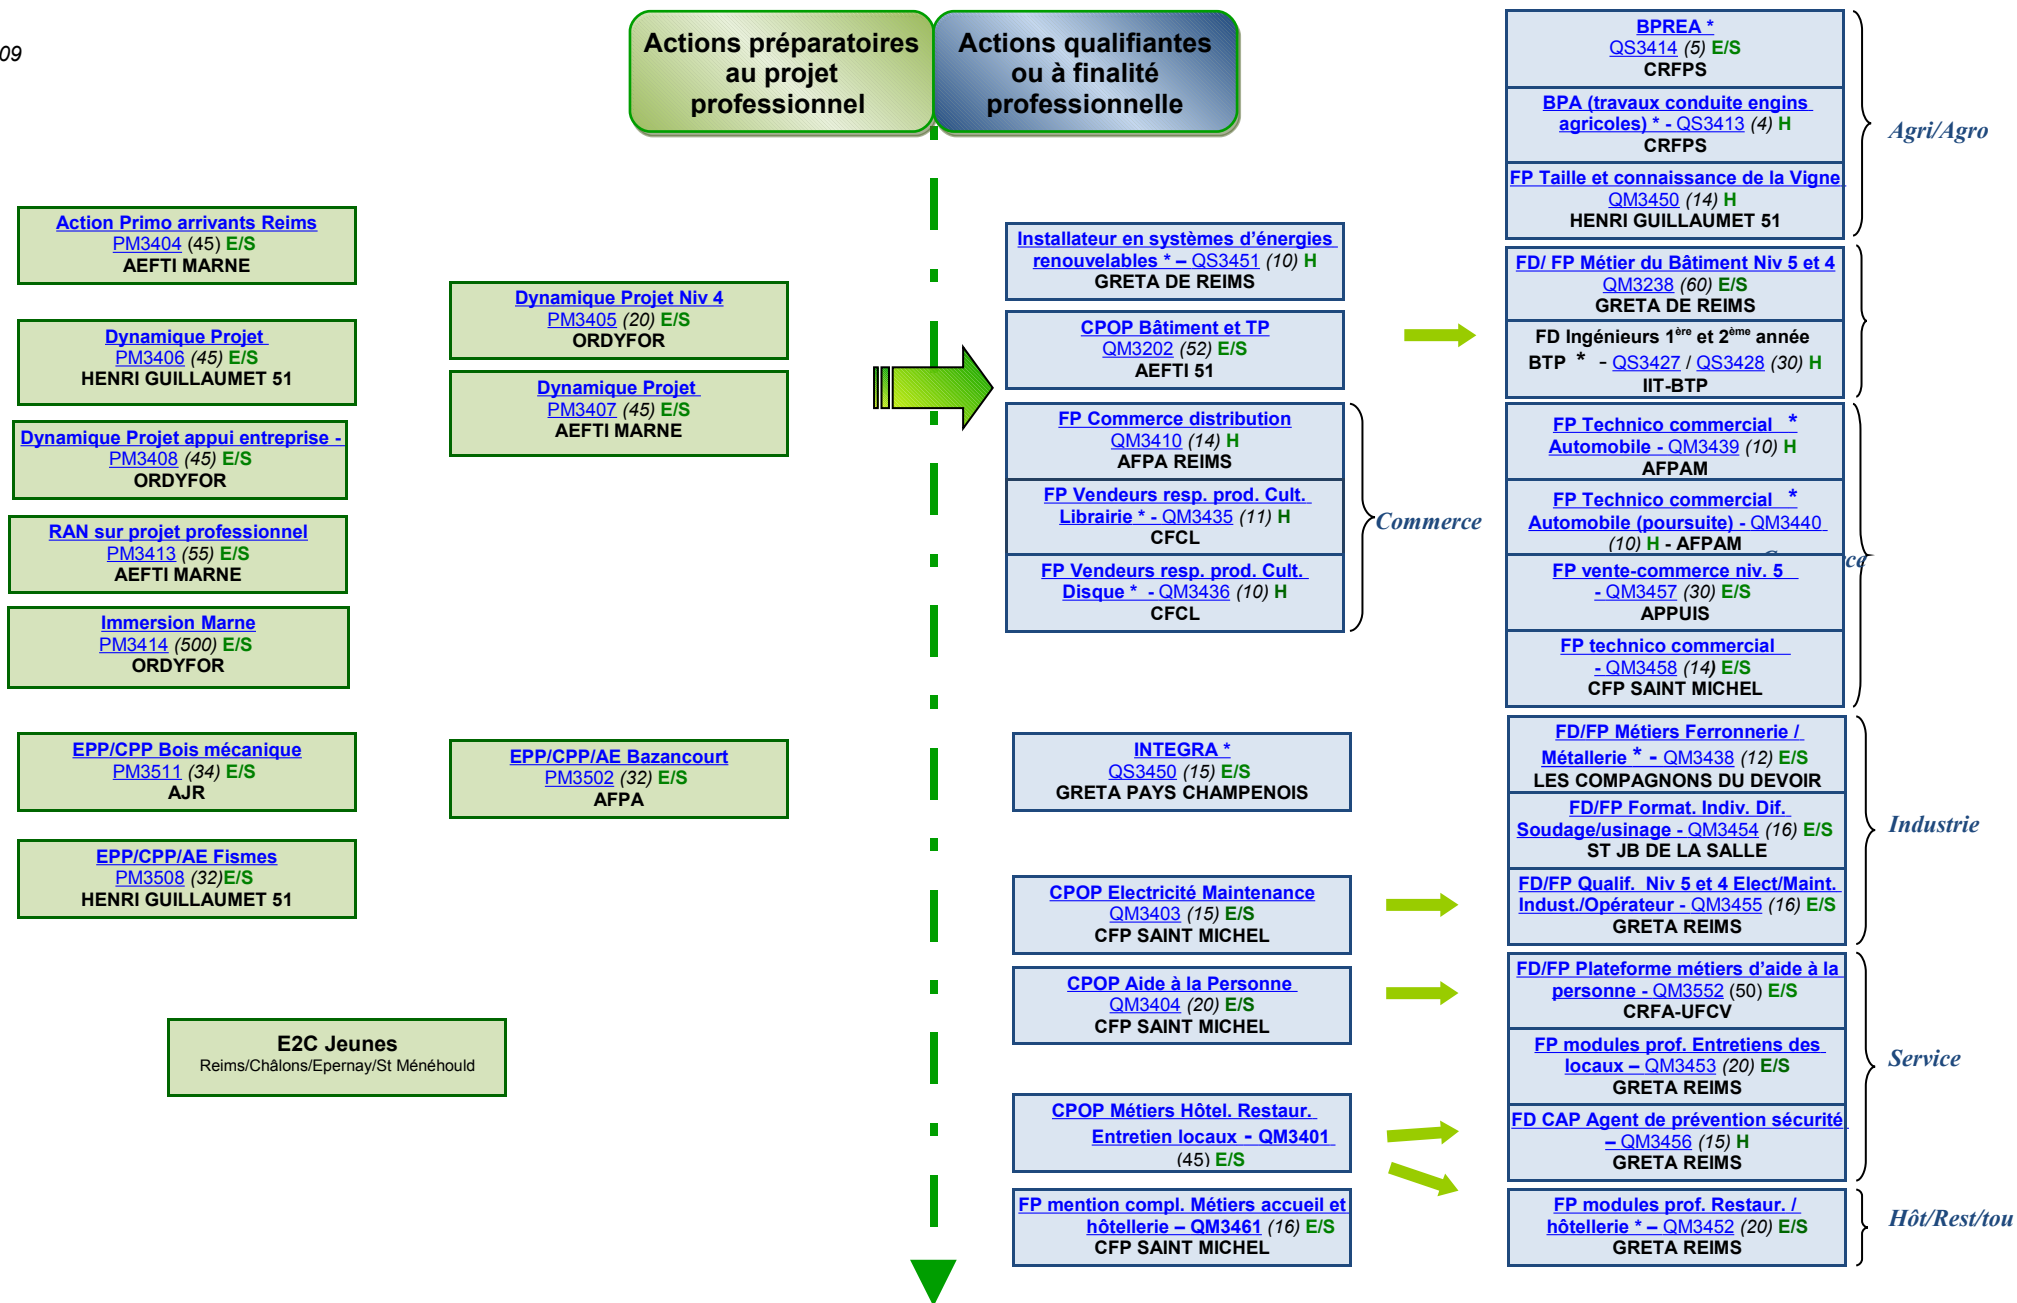 09
Actions préparatoires
au projet
professionnel
Actions qualifiantes
ou à finalité
professionnelle
Action Primo arrivants Reims
PM3404 (45) E/S
AEFTI MARNE
Dynamique Projet
PM3406 (45) E/S
HENRI GUILLAUMET 51
Dynamique Projet appui entreprise -
PM3408 (45) E/S
ORDYFOR
RAN sur projet professionnel
PM3413 (55) E/S
AEFTI MARNE
Immersion Marne
PM3414 (500) E/S
ORDYFOR
EPP/CPP Bois mécanique
PM3511 (34) E/S
AJR
EPP/CPP/AE Fismes
PM3508 (32)E/S
HENRI GUILLAUMET 51
Dynamique Projet Niv 4
PM3405 (20) E/S
ORDYFOR
Dynamique Projet
PM3407 (45) E/S
AEFTI MARNE
EPP/CPP/AE Bazancourt
PM3502 (32) E/S
AFPA
E2C Jeunes
Reims/Châlons/Epernay/St Ménéhould
Installateur en systèmes d’énergies
renouvelables * – QS3451 (10) H
GRETA DE REIMS
CPOP Bâtiment et TP
QM3202 (52) E/S
AEFTI 51
FP Commerce distribution
QM3410 (14) H
AFPA REIMS
FP Vendeurs resp. prod. Cult.
Librairie * - QM3435 (11) H
CFCL
FP Vendeurs resp. prod. Cult.
Disque * - QM3436 (10) H
CFCL
Commerce
INTEGRA *
QS3450 (15) E/S
GRETA PAYS CHAMPENOIS
CPOP Electricité Maintenance
QM3403 (15) E/S
CFP SAINT MICHEL
CPOP Aide à la Personne
QM3404 (20) E/S
CFP SAINT MICHEL
CPOP Métiers Hôtel. Restaur.
Entretien locaux - QM3401
(45) E/S
FP mention compl. Métiers accueil et
hôtellerie – QM3461 (16) E/S
CFP SAINT MICHEL
BPREA *
QS3414 (5) E/S
CRFPS
BPA (travaux conduite engins
agricoles) * - QS3413 (4) H
CRFPS
FP Taille et connaissance de la Vigne
QM3450 (14) H
HENRI GUILLAUMET 51
Agri/Agro
FD/ FP Métier du Bâtiment Niv 5 et 4
QM3238 (60) E/S
GRETA DE REIMS
FD Ingénieurs 1ère et 2ème année
BTP * - QS3427 / QS3428 (30) H
IIT-BTP
FP Technico commercial *
Automobile - QM3439 (10) H
AFPAM
FP Technico commercial *
Automobile (poursuite) - QM3440
(10) H - AFPAM
ce
FP vente-commerce niv. 5
- QM3457 (30) E/S
APPUIS
FP technico commercial
- QM3458 (14) E/S
CFP SAINT MICHEL
FD/FP Métiers Ferronnerie /
Métallerie * - QM3438 (12) E/S
LES COMPAGNONS DU DEVOIR
FD/FP Format. Indiv. Dif.
Soudage/usinage - QM3454 (16) E/S
ST JB DE LA SALLE
FD/FP Qualif. Niv 5 et 4 Elect/Maint.
Indust./Opérateur - QM3455 (16) E/S
GRETA REIMS
Industrie
FD/FP Plateforme métiers d’aide à la
personne - QM3552 (50) E/S
CRFA-UFCV
FP modules prof. Entretiens des
locaux – QM3453 (20) E/S
GRETA REIMS
FD CAP Agent de prévention sécurité
– QM3456 (15) H
GRETA REIMS
Service
FP modules prof. Restaur. /
hôtellerie * – QM3452 (20) E/S
GRETA REIMS
Hôt/Rest/tou